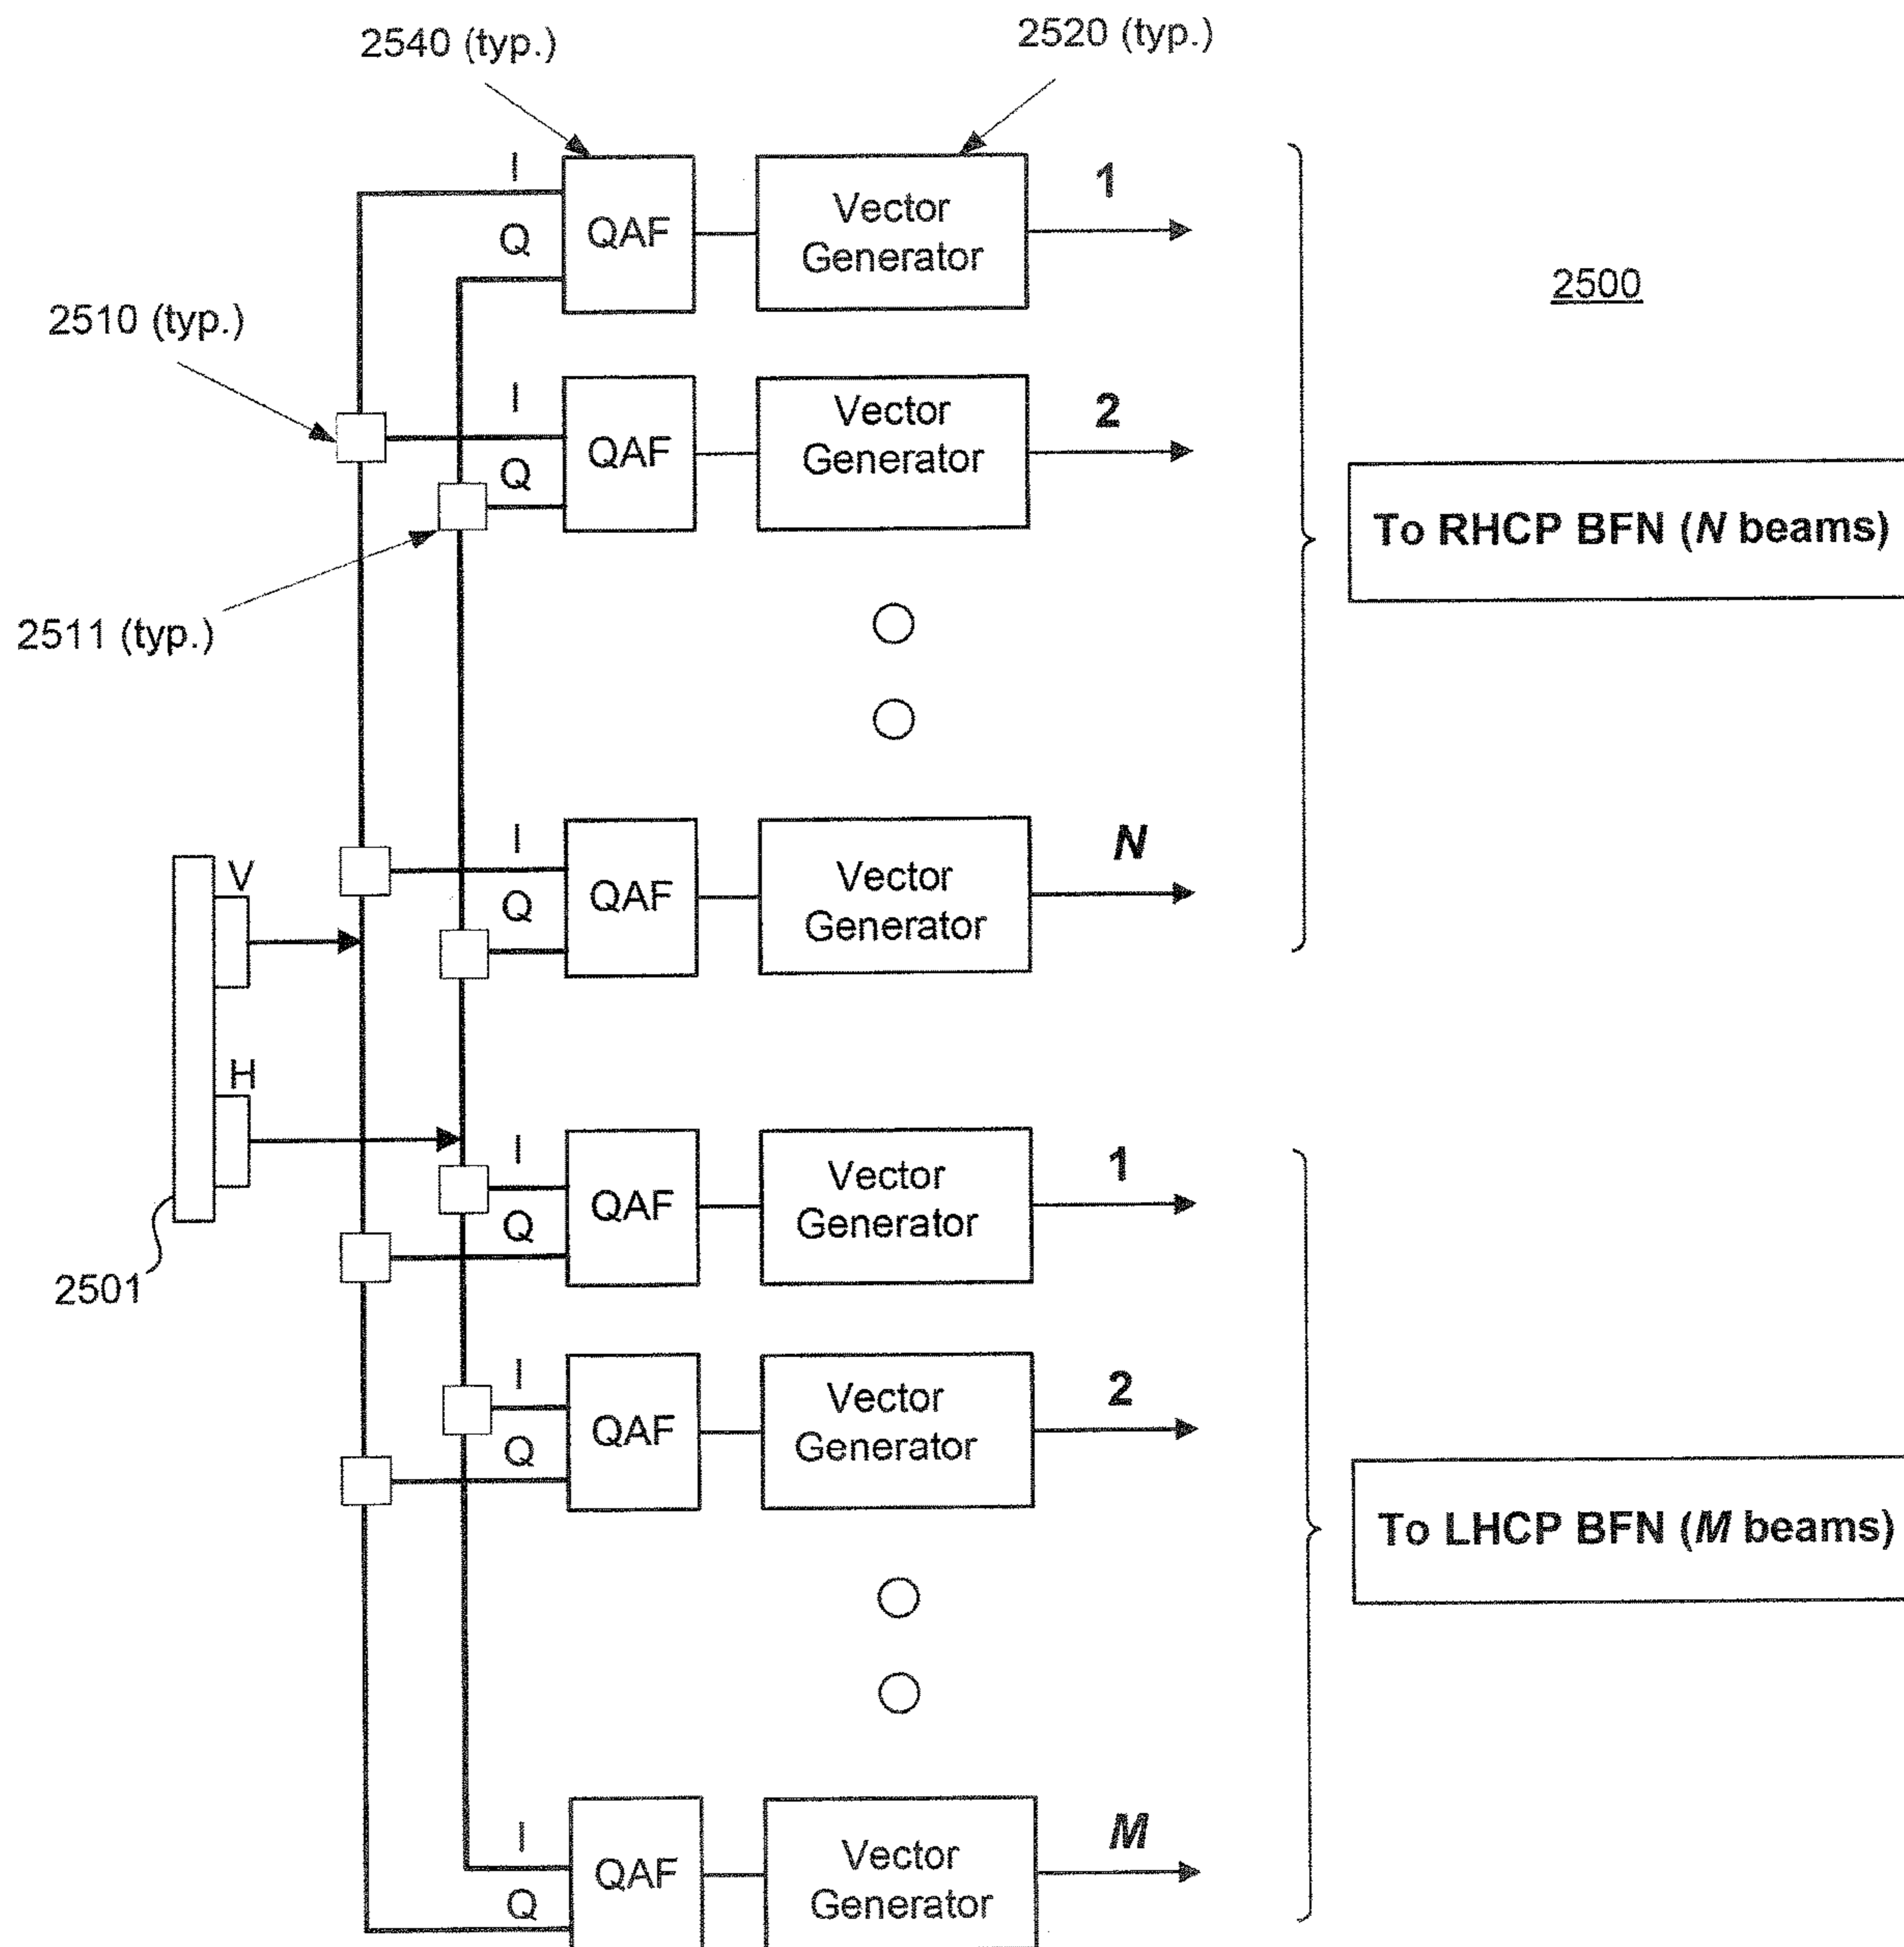 2540 (typ.)
2520 (typ.)
I
Q
QAF
Vector
Generator
1
2500
2510 (typ.)
I
Q
QAF
Vector
Generator
2
To RHCP BFN (N beams)
2511 (typ.)
I
Q
QAF
Vector
Generator
N
V
H
2501
I
Q
QAF
Vector
Generator
1
I
Q
QAF
Vector
Generator
2
To LHCP BFN (M beams)
I
Q
QAF
Vector
Generator
M